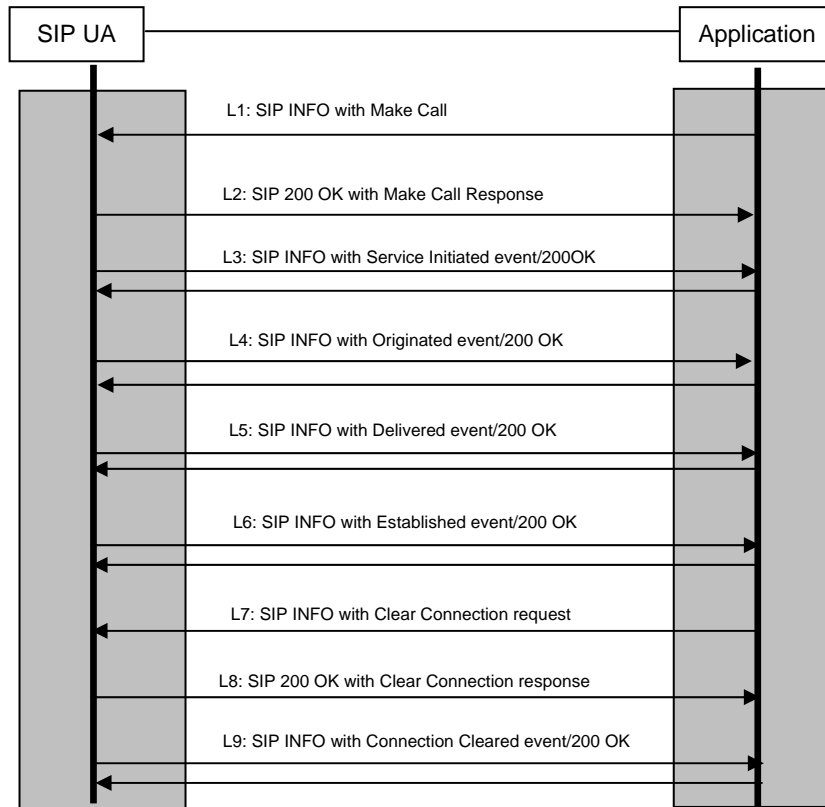 SIP UA
Application
L1: SIP INFO with Make Call
L2: SIP 200 OK with Make Call Response
L3: SIP INFO with Service Initiated event/200OK
L4: SIP INFO with Originated event/200 OK
L5: SIP INFO with Delivered event/200 OK
L6: SIP INFO with Established event/200 OK
L7: SIP INFO with Clear Connection request
L8: SIP 200 OK with Clear Connection response
L9: SIP INFO with Connection Cleared event/200 OK